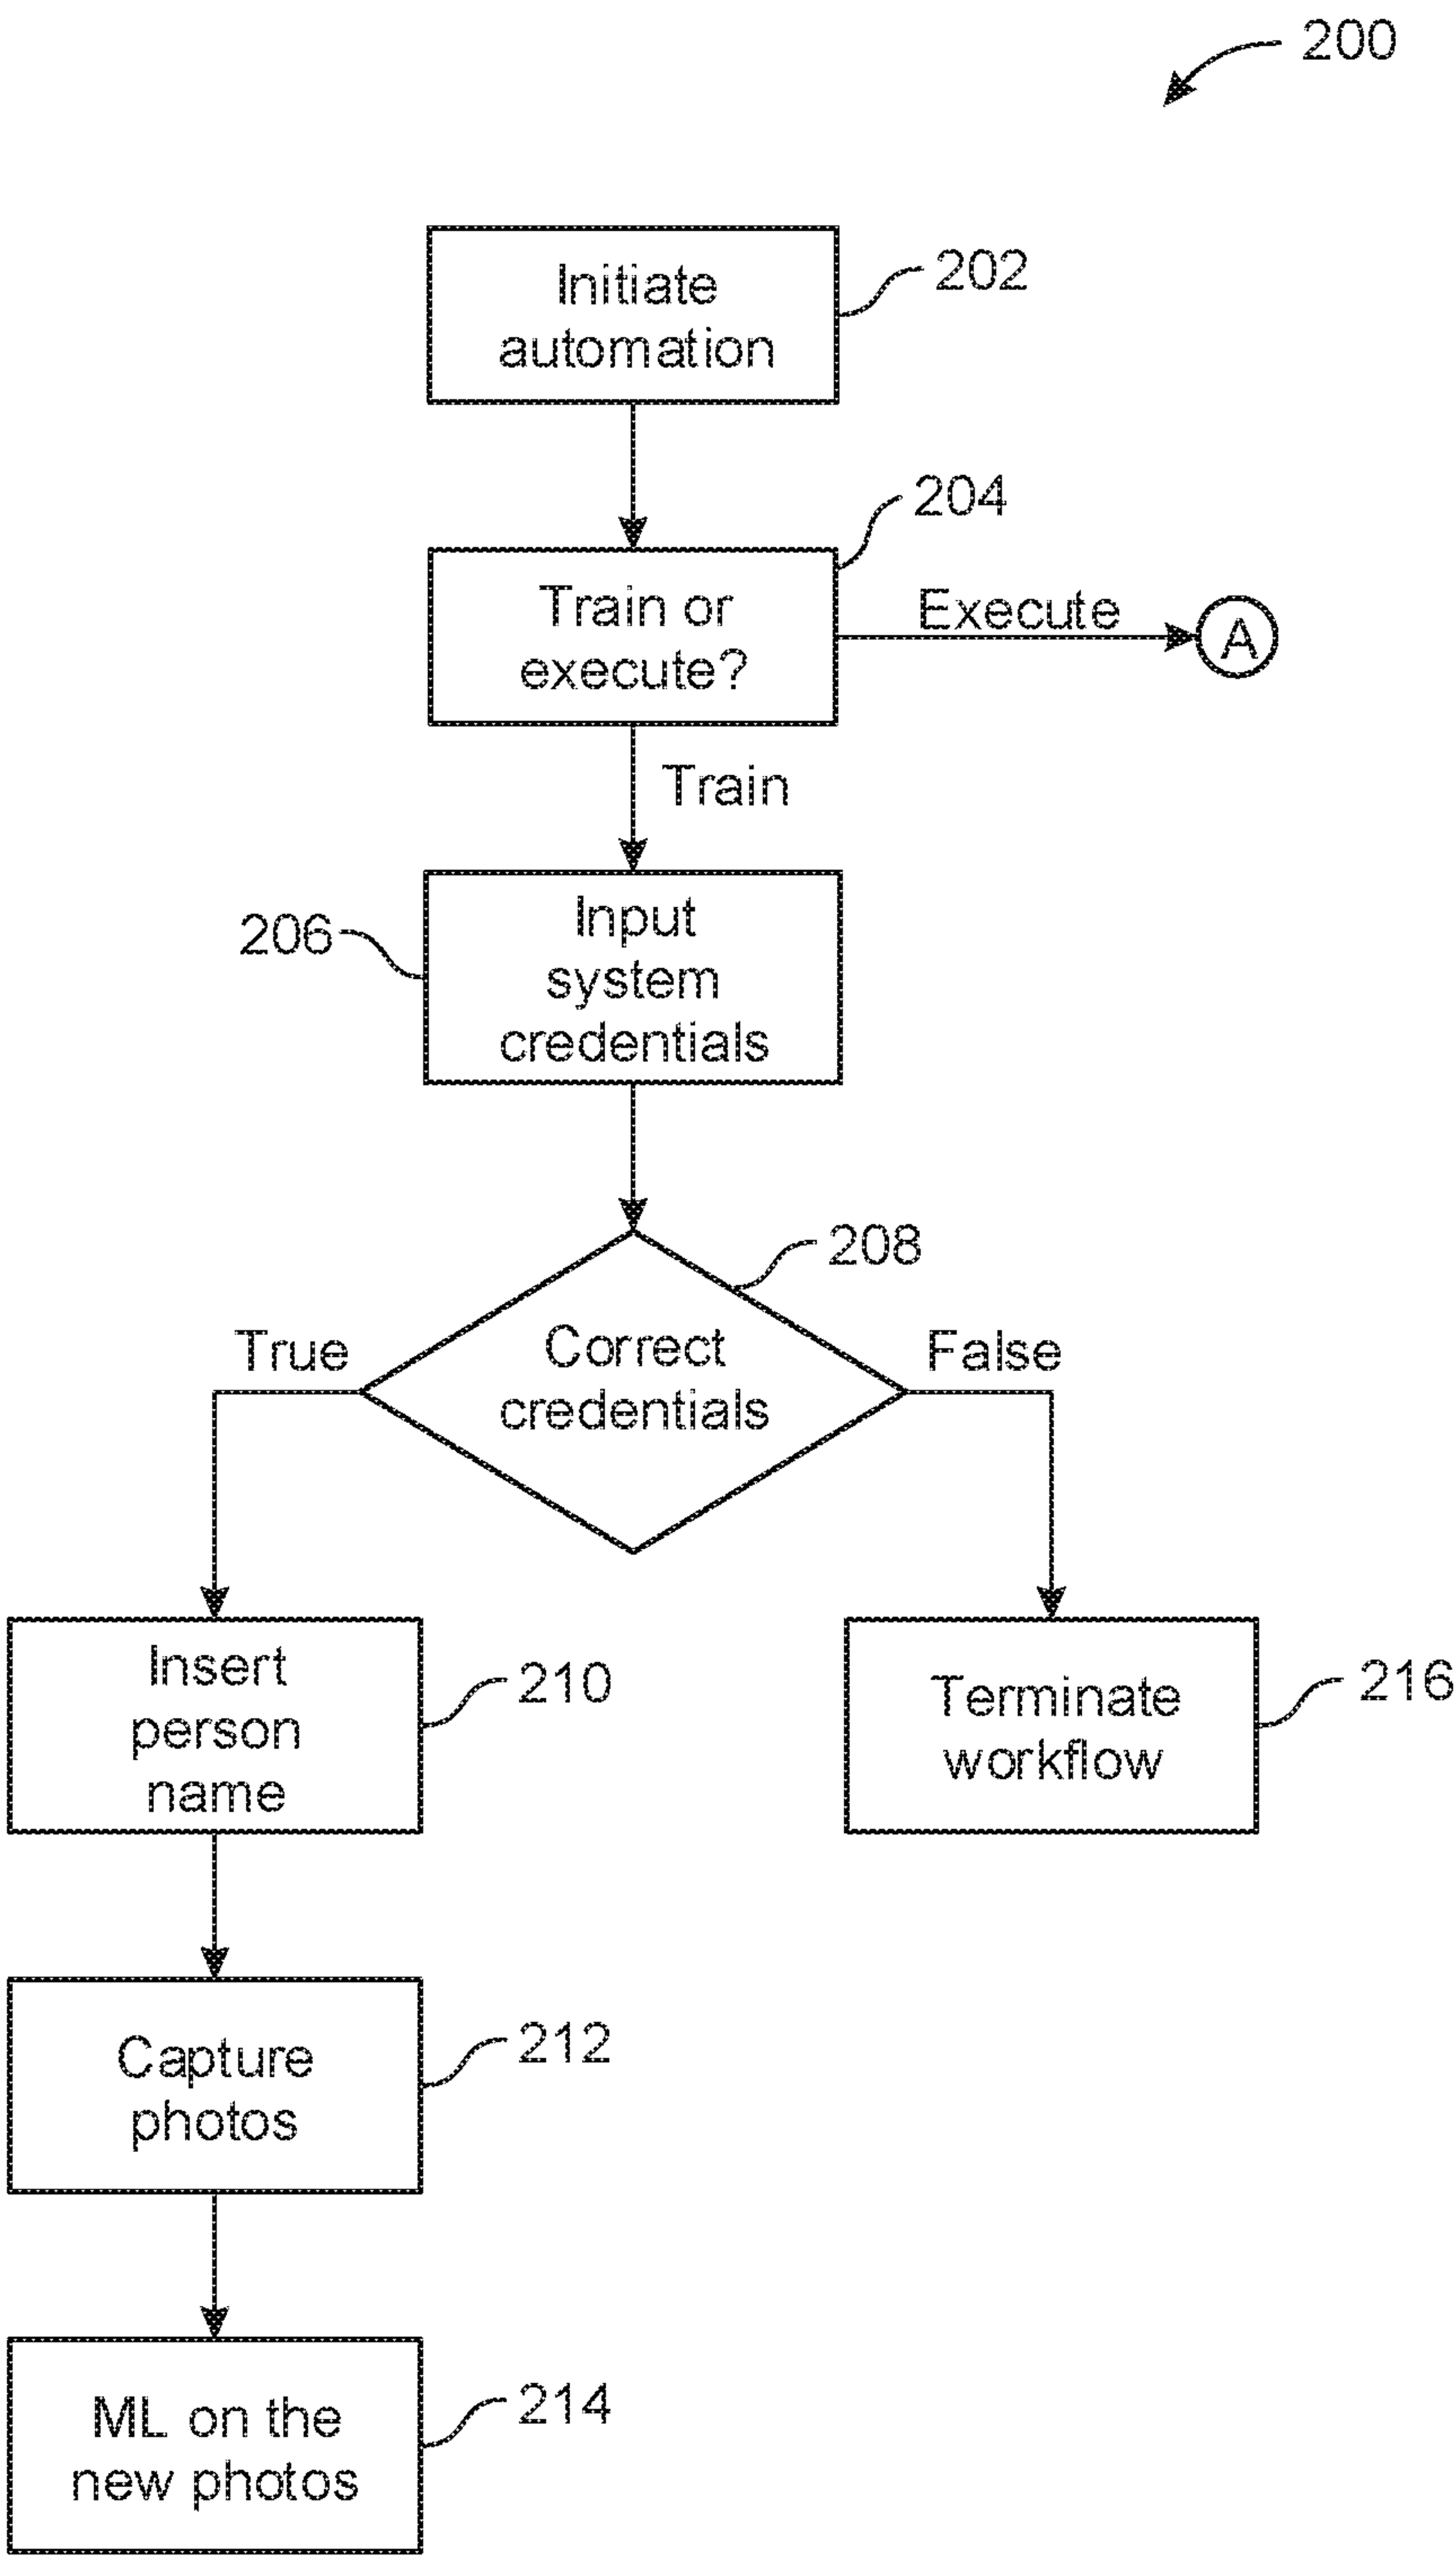 200
Initiate
automation
202
204
Train or
execute?
Execute
A
Train
206
Input
system
credentials
208
True
Correct
credentials
False
Insert
person
name
210
Terminate
workflow
216
Capture
photos
212
ML on the
new photos
214